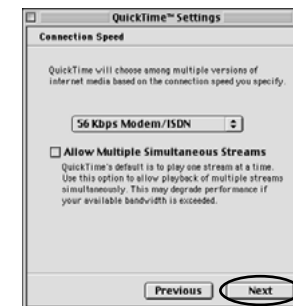 QuickTime™ Settings
Connection Speed
QuickTime will choose among multiple versions of
internet media based on the connection speed you specify.
56 Kbps Modem/ISDN
Allow Multiple Simultaneous Streams
QuickTime's default is to play one stream at a time.
Use this option to allow playback of multiple streams
simultaneously. This may degrade performance if
your available bandwidth is exceeded.
Previous Next